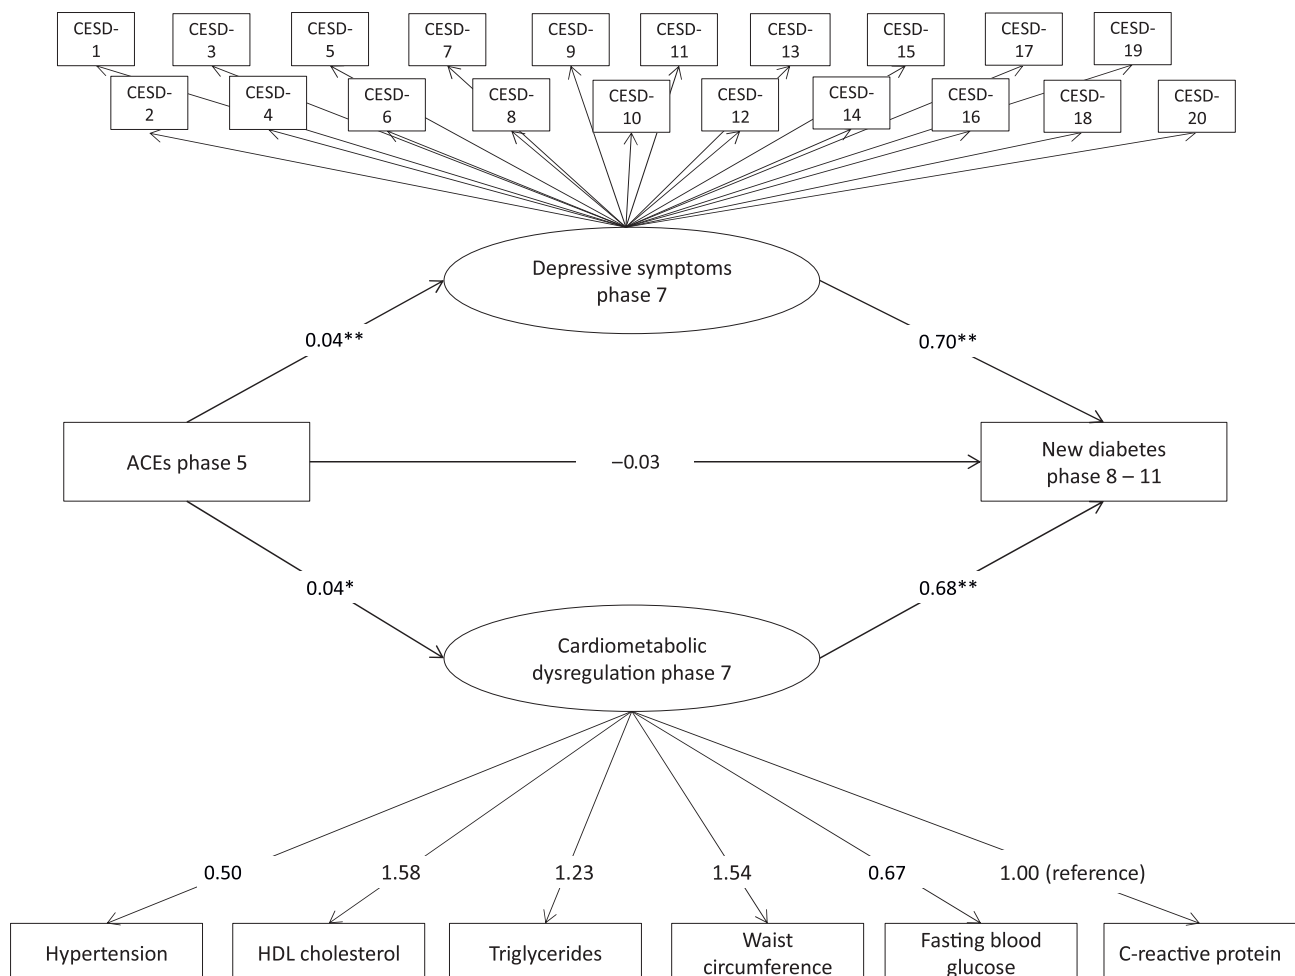 CESD-
1
CESD-
3
CESD-
5
CESD-
7
CESD-
9
CESD-
11
CESD-
13
CESD-
15
CESD-
17
CESD-
19
CESD-
2
CESD-
4
CESD-
6
CESD-
8
CESD-
10
CESD-
12
CESD-
14
CESD-
16
CESD-
18
CESD-
20
Depressive symptoms
phase 7
0.04**
0.70**
ACEs phase 5
–0.03
New diabetes
phase 8 – 11
0.04*
0.68**
Cardiometabolic
dysregulation phase 7
0.50
1.58
1.23
1.54
0.67
1.00 (reference)
Hypertension
HDL cholesterol
Triglycerides
Waist
circumference
Fasting blood
glucose
C-reactive protein